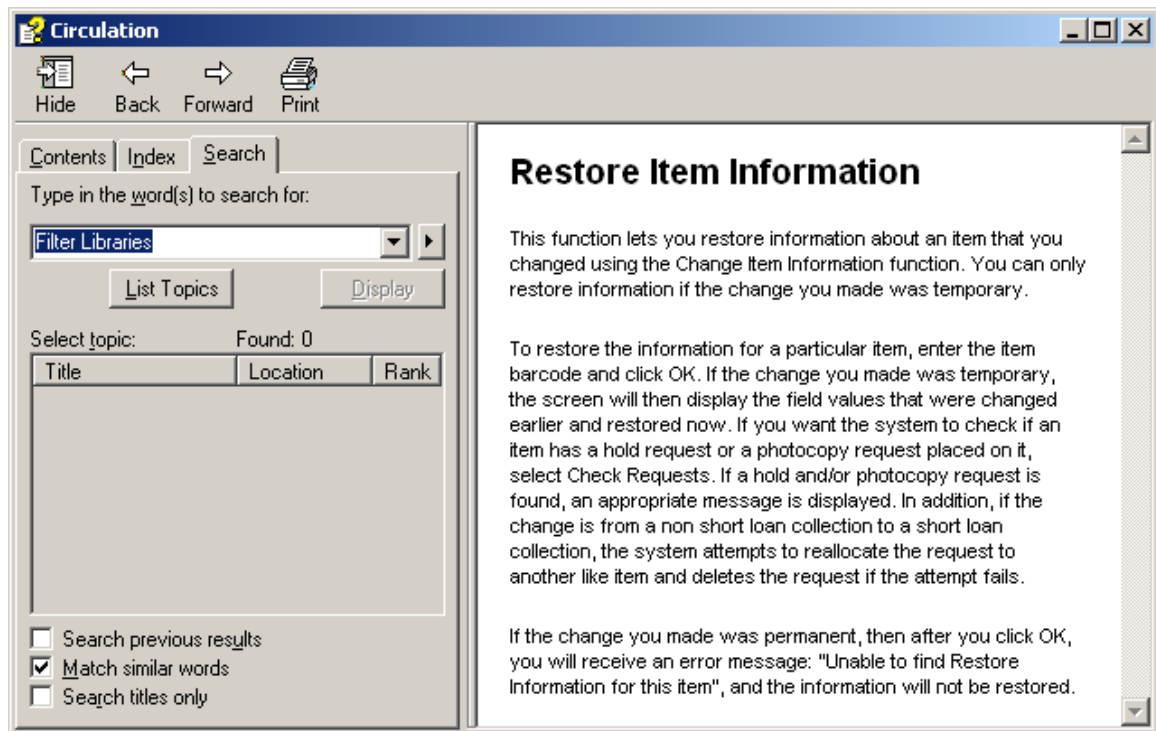 Circulation
Hide Back Forward Print
Contents Index Search
Type in the word(s) to search for:
Filter Libraries
List Topics Display
Select topic: Found: 0
Title Location Rank
Search previous results
Match similar words
Search titles only
Restore Item Information
This function lets you restore information about an item that you
changed using the Change Item Information function. You can only
restore information if the change you made was temporary.
To restore the information for a particular item, enter the item
barcode and click OK. If the change you made was temporary,
the screen will then display the field values that were changed
earlier and restored now. If you want the system to check if an
item has a hold request or a photocopy request placed on it,
select Check Requests. If a hold and/or photocopy request is
found, an appropriate message is displayed. In addition, if the
change is from a non short loan collection to a short loan
collection, the system attempts to reallocate the request to
another like item and deletes the request if the attempt fails.
If the change you made was permanent, then after you click OK,
you will receive an error message: "Unable to find Restore
Information for this item", and the information will not be restored.